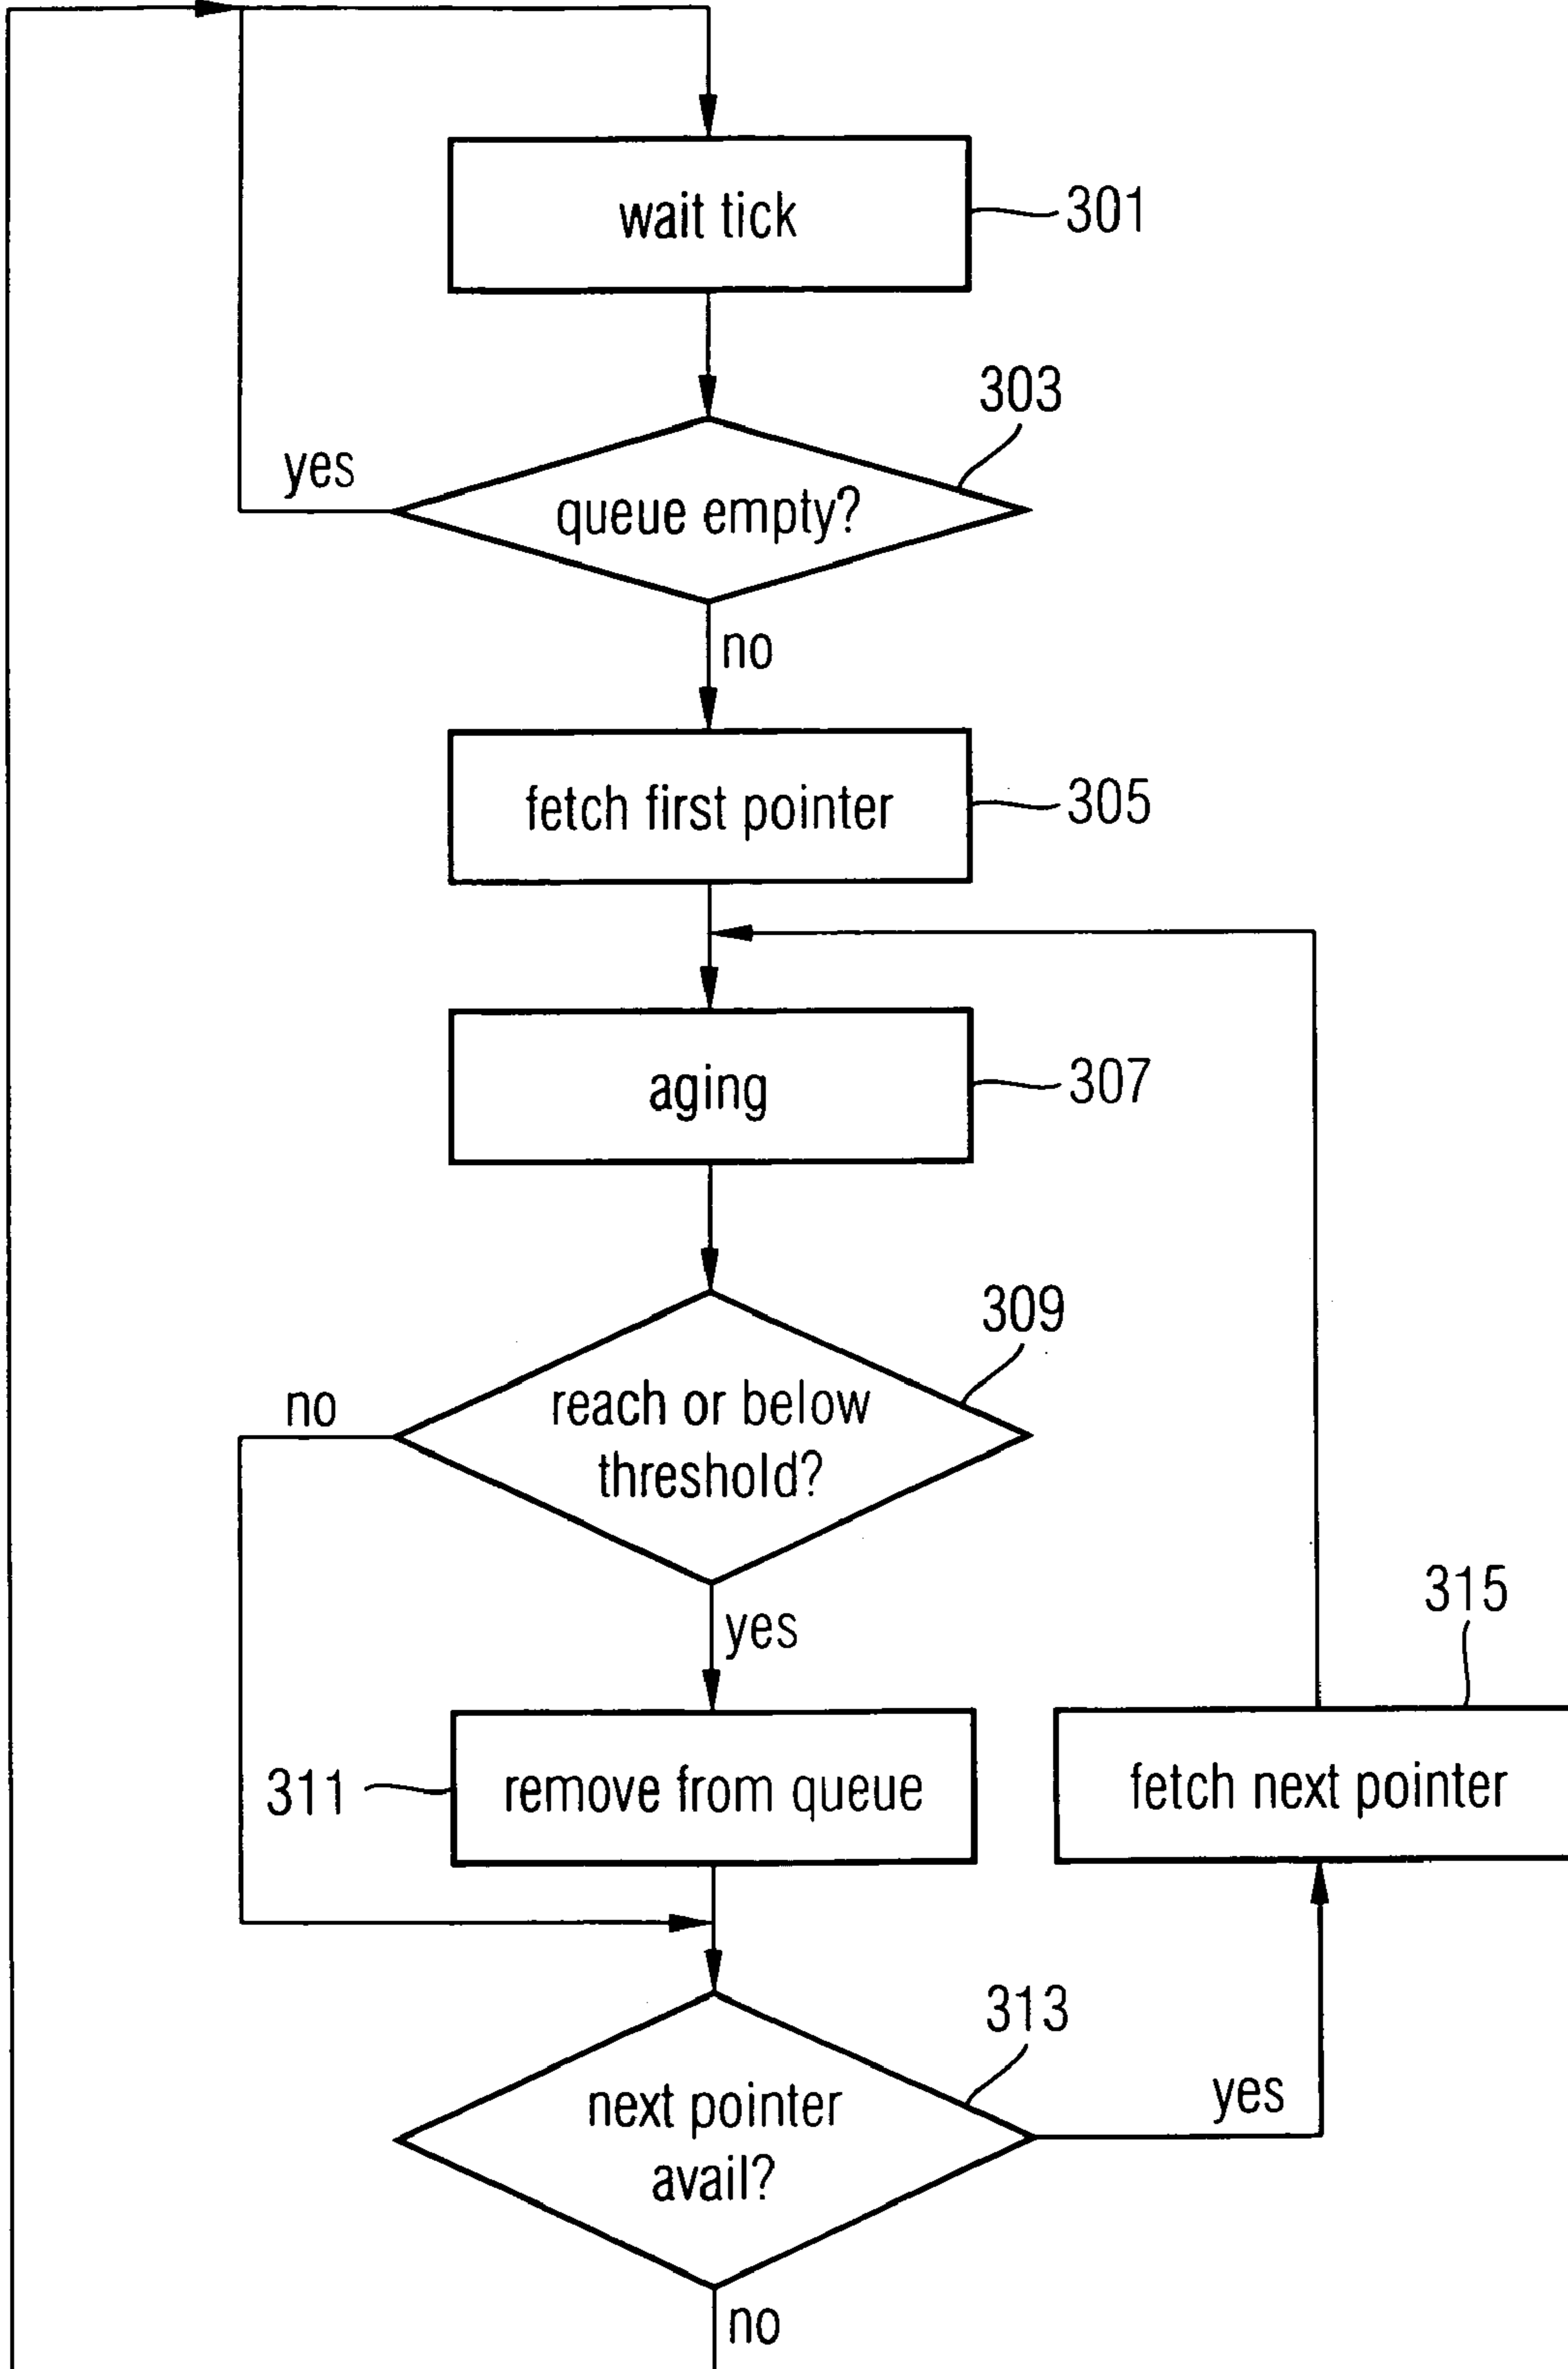 wait tick
301
303
yes
queue empty?
no
fetch first pointer
305
aging
307
309
no
reach or below
threshold?
yes
315
311
remove from queue
fetch next pointer
313
next pointer
avail?
yes
no